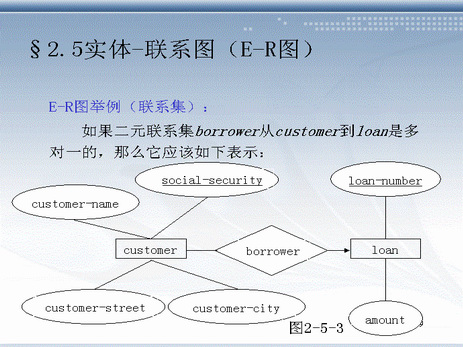 §2.5实体-联系图（E-R图）
E-R图举例（联系集）：
如果二元联系集borrower从customer到loan是多
对一的，那么它应该如下表示：
social-security
loan-number
customer-name
customer
borrower
loan
customer-street
customer-city
amount
图2-5-3